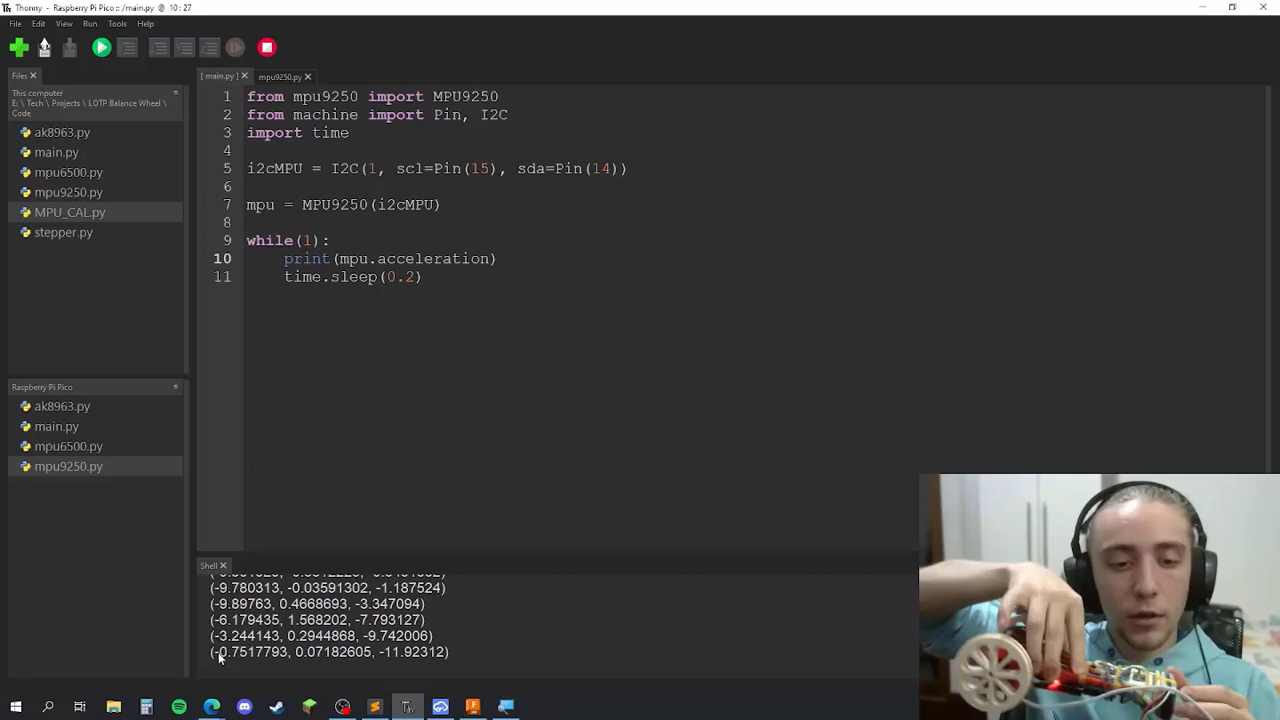 Thonny - Raspberry Pi Pico :: /main.py @ 10 : 27
File Edit View Run Tools Help
Files
This computer
E: \ Tech \ Projects \ LOTP Balance Wheel \
Code
ak8963.py
main.py
mpu6500.py
mpu9250.py
MPU_CAL.py
stepper.py
Raspberry Pi Pico
ak8963.py
main.py
mpu6500.py
mpu9250.py
[ main.py ] mpu9250.py
1 from mpu9250 import MPU9250
2 from machine import Pin, I2C
3 import time
4
5 i2cMPU = I2C(1, scl=Pin(15), sda=Pin(14))
6
7 mpu = MPU9250(i2cMPU)
8
9 while(1):
10 print(mpu.acceleration)
11 time.sleep(0.2)
Shell
(-9.780313, -0.03591302, -1.187524)
(-9.89763, 0.4668693, -3.347094)
(-6.179435, 1.568202, -7.793127)
(-3.244143, 0.2944868, -9.742006)
(-0.7517793, 0.07182605, -11.92312)